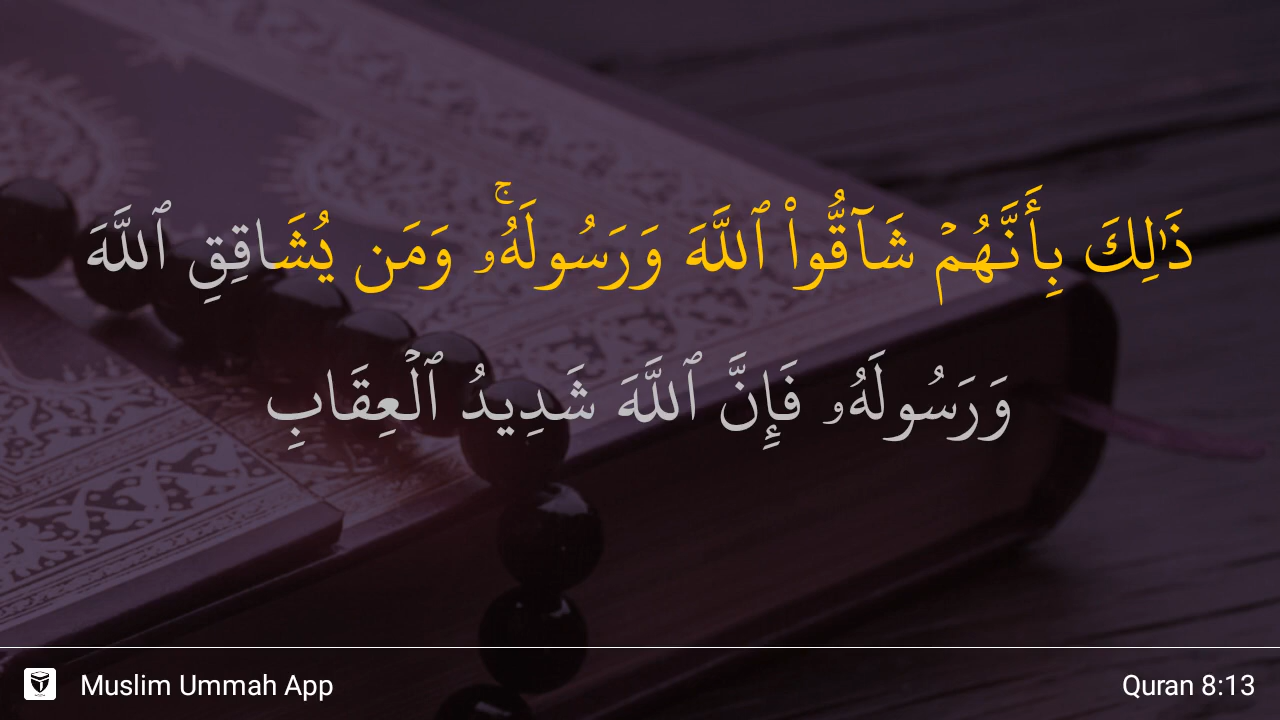 ذَٰلِكَ بِأَنَّهُمْ شَآقُّوا۟ ٱللَّهَ وَرَسُولَهُۥ ۚ وَمَن يُشَاقِقِ ٱللَّهَ
وَرَسُولَهُۥ فَإِنَّ ٱللَّهَ شَدِيدُ ٱلْعِقَابِ
Muslim Ummah App
Quran 8:13